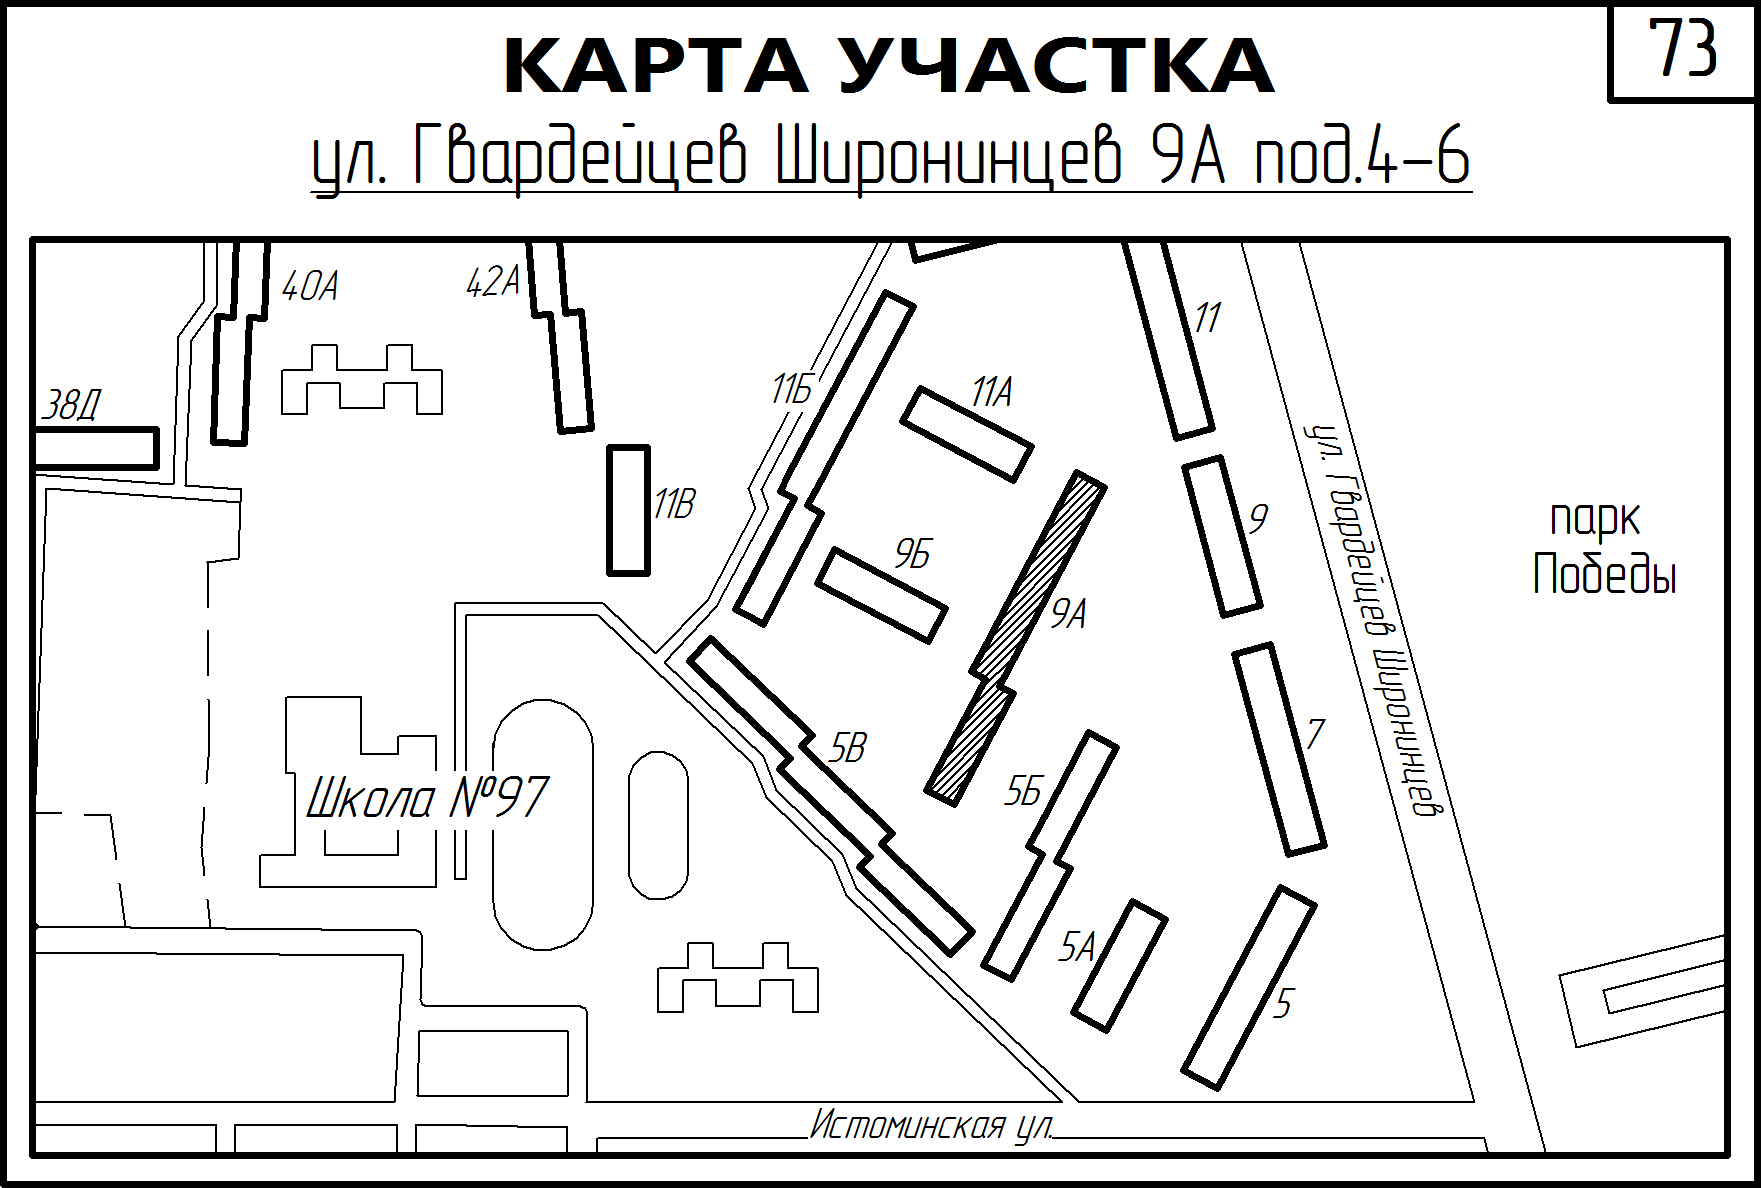 73
КАРТА УЧАСТКА
ул. Гвардейцев Широнинцев 9А под.4-6
40А
42А
11
38Д
11Б
11А
11В
9
9Б
9А
ул. Гвардейцев Широнинцев
парк
Победы
5В
7
5Б
Школа №97
5А
5
Истоминская ул.